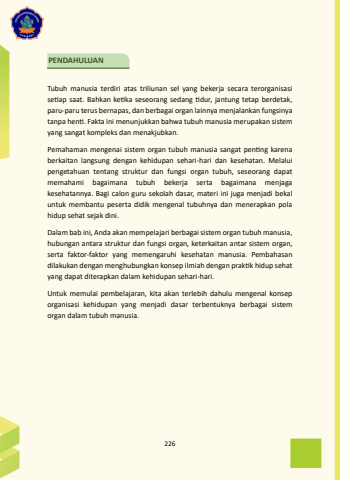 PENDAHULUAN
Tubuh manusia terdiri atas triliunan sel yang bekerja secara terorganisasi
setiap saat. Bahkan ketika seseorang sedang tidur, jantung tetap berdetak,
paru-paru terus bernapas, dan berbagai organ lainnya menjalankan fungsinya
tanpa henti. Fakta ini menunjukkan bahwa tubuh manusia merupakan sistem
yang sangat kompleks dan menakjubkan.
Pemahaman mengenai sistem organ tubuh manusia sangat penting karena
berkaitan langsung dengan kehidupan sehari-hari dan kesehatan. Melalui
pengetahuan tentang struktur dan fungsi organ tubuh, seseorang dapat
memahami bagaimana tubuh bekerja serta bagaimana menjaga
kesehatannya. Bagi calon guru sekolah dasar, materi ini juga menjadi bekal
untuk membantu peserta didik mengenal tubuhnya dan menerapkan pola
hidup sehat sejak dini.
Dalam bab ini, Anda akan mempelajari berbagai sistem organ tubuh manusia,
hubungan antara struktur dan fungsi organ, keterkaitan antar sistem organ,
serta faktor-faktor yang memengaruhi kesehatan manusia. Pembahasan
dilakukan dengan menghubungkan konsep ilmiah dengan praktik hidup sehat
yang dapat diterapkan dalam kehidupan sehari-hari.
Untuk memulai pembelajaran, kita akan terlebih dahulu mengenal konsep
organisasi kehidupan yang menjadi dasar terbentuknya berbagai sistem
organ dalam tubuh manusia.
226